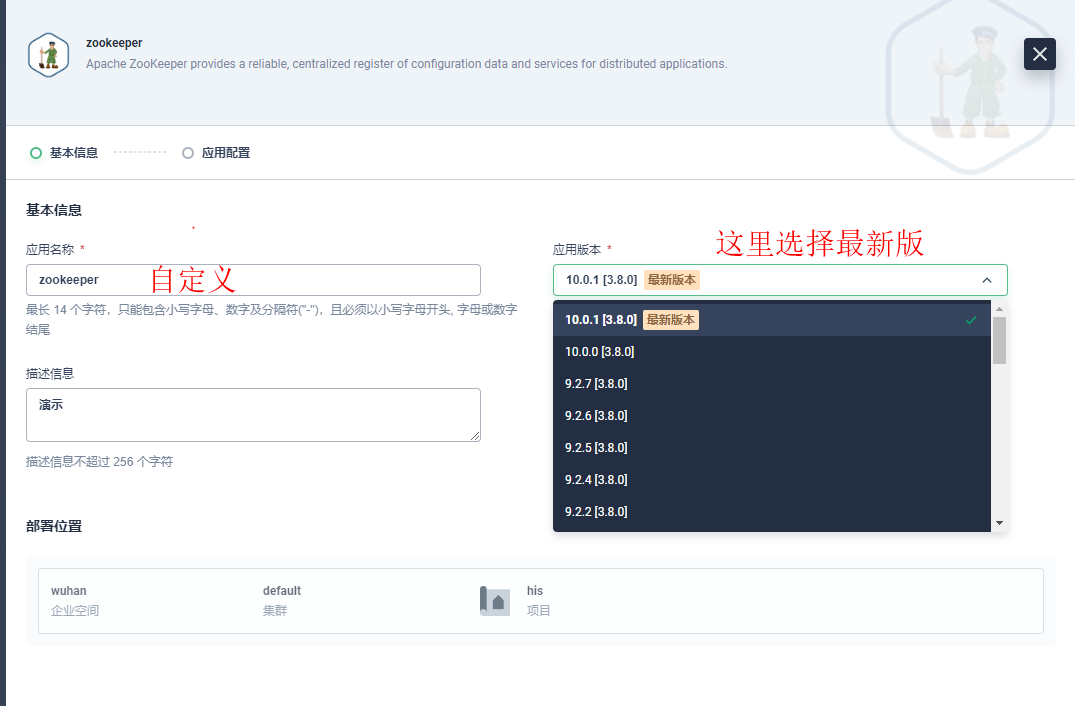 zookeeper
Apache ZooKeeper provides a reliable, centralized register of configuration data and services for distributed applications.
基本信息
应用配置
基本信息
应用名称 *
zookeeper
自定义
最长 14 个字符，只能包含小写字母、数字及分隔符("-")，且必须以小写字母开头, 字母或数字
结尾
描述信息
演示
描述信息不超过 256 个字符
应用版本 *
这里选择最新版
10.0.1 [3.8.0] 最新版本
10.0.1 [3.8.0] 最新版本
10.0.0 [3.8.0]
9.2.7 [3.8.0]
9.2.6 [3.8.0]
9.2.5 [3.8.0]
9.2.4 [3.8.0]
9.2.2 [3.8.0]
部署位置
wuhan
企业空间
default
集群
his
项目